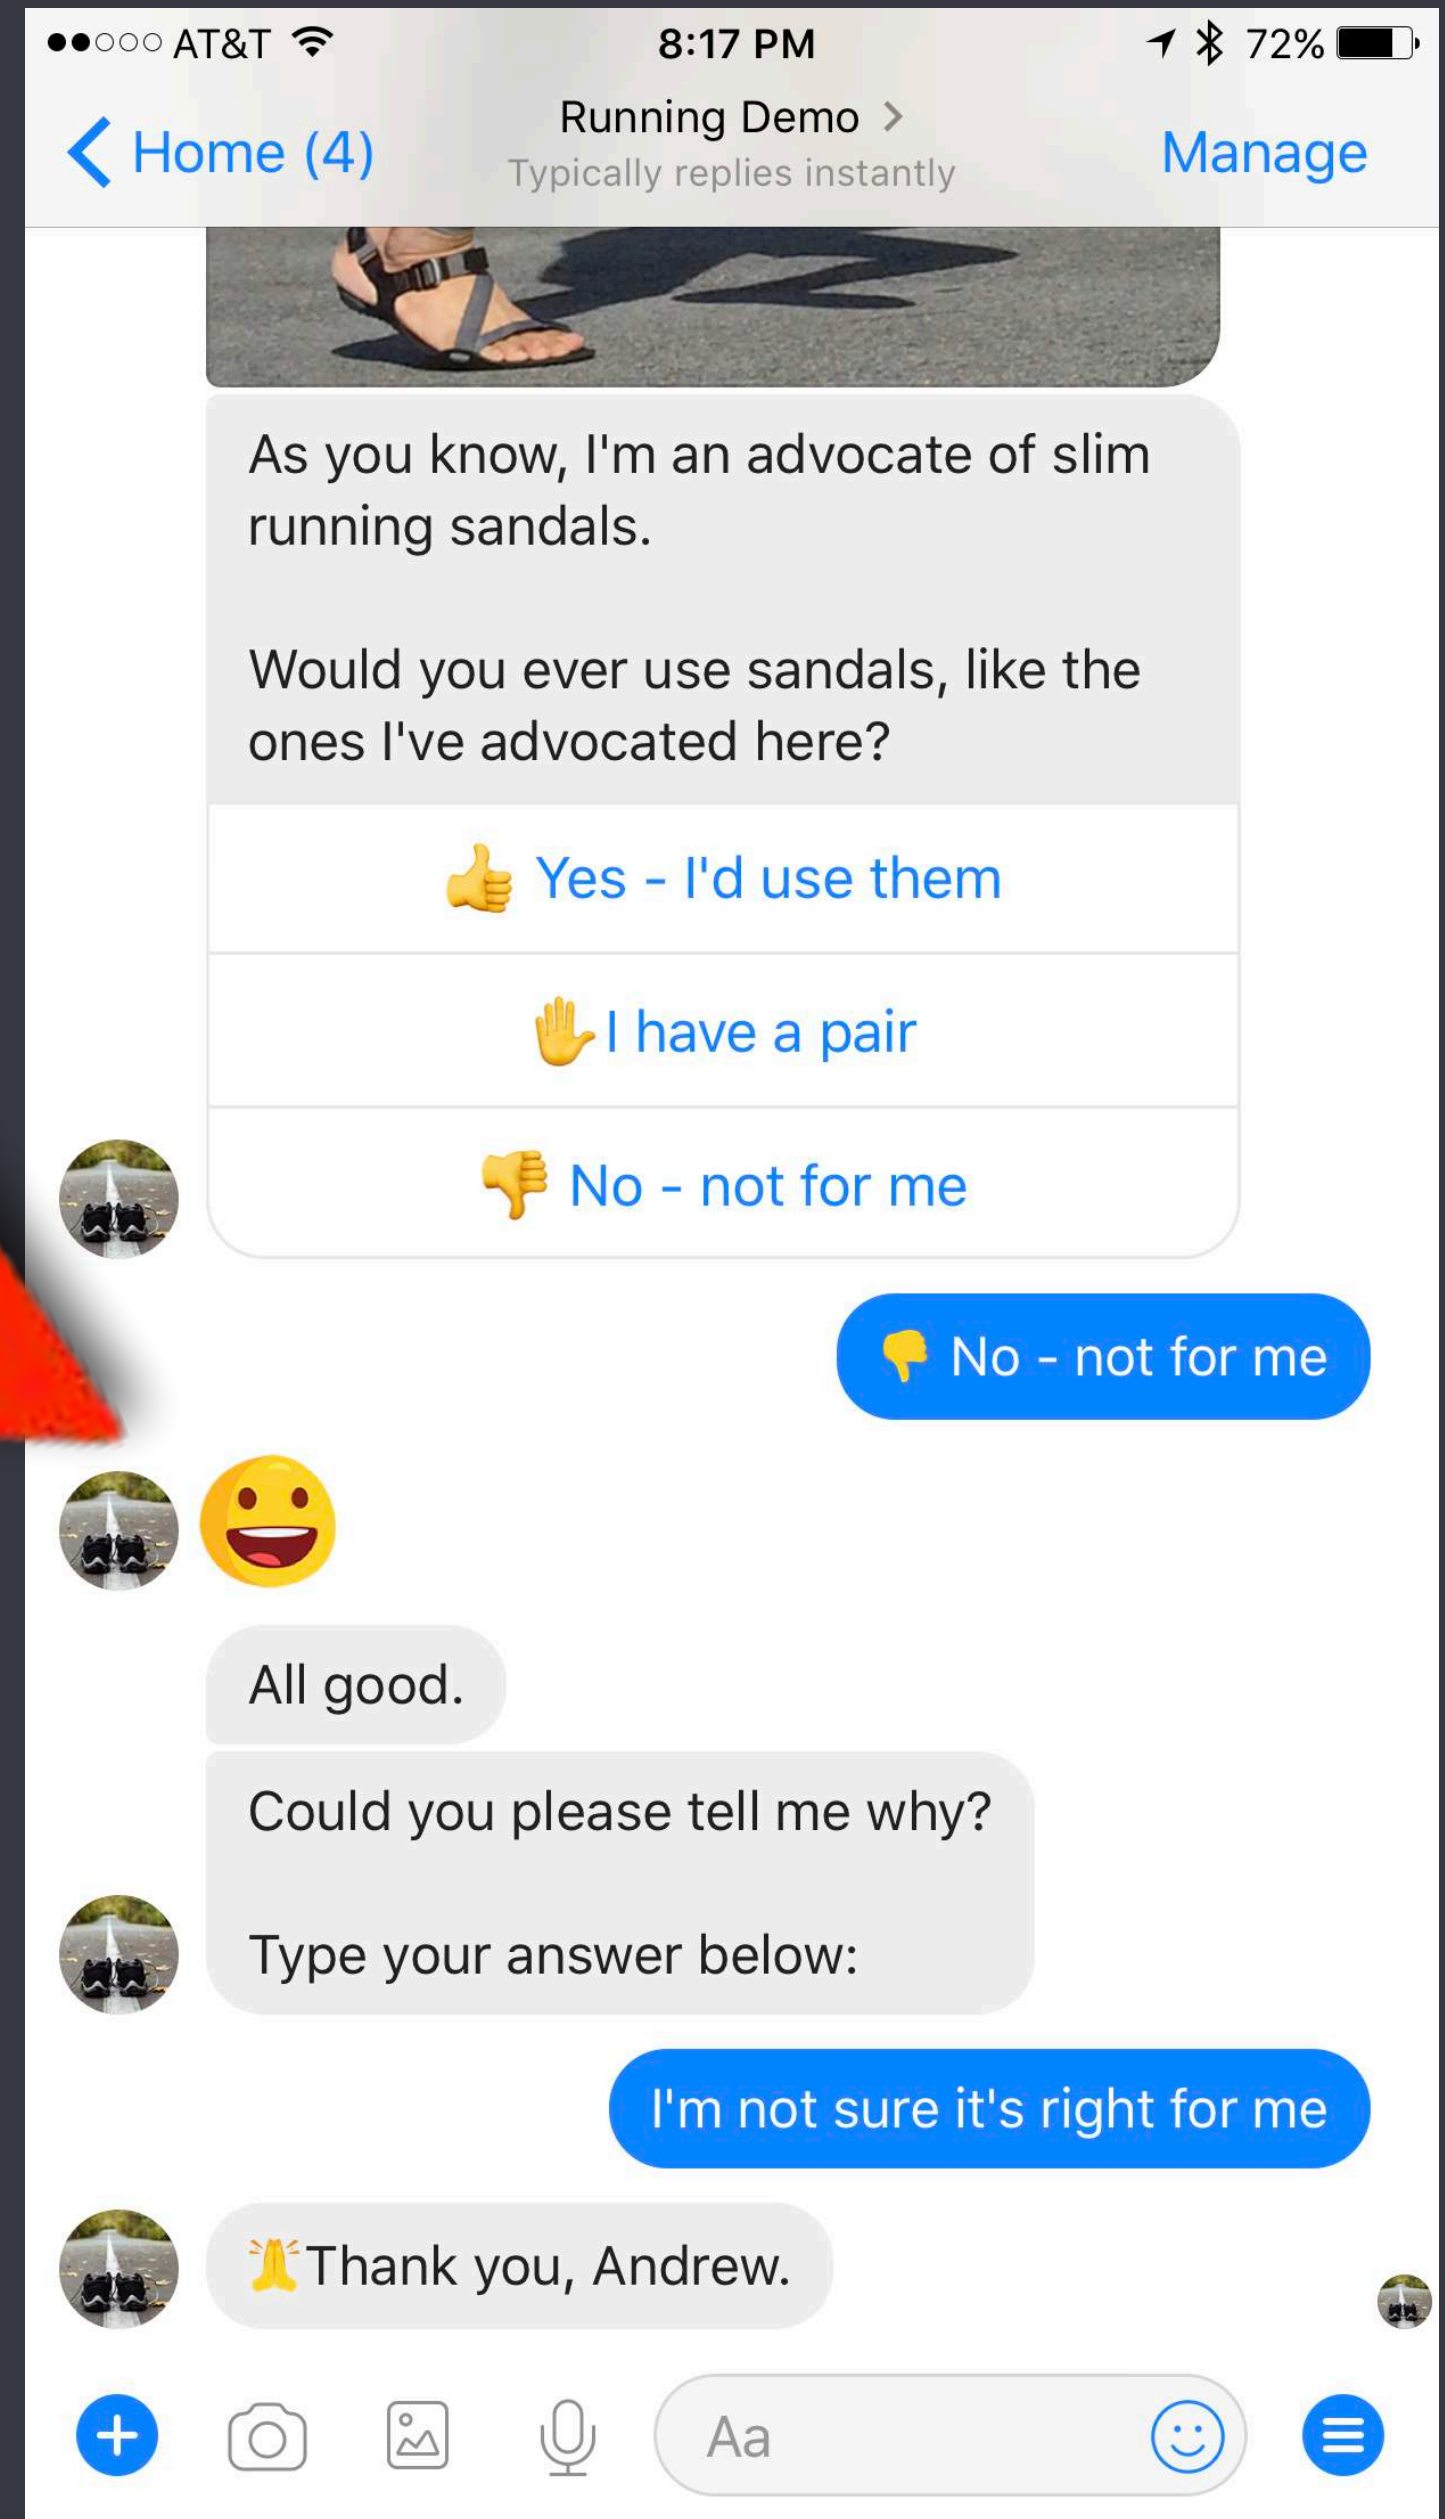 AT&T 8:17 PM 72%
Home (4) Running Demo Manage
Typically replies instantly
As you know, I'm an advocate of slim
running sandals.
Would you ever use sandals, like the
ones I've advocated here?
👍 Yes - I'd use them
✋ I have a pair
👎 No - not for me
👎 No - not for me
😀
All good.
Could you please tell me why?
Type your answer below:
I'm not sure it's right for me
🙏Thank you, Andrew.
Aa